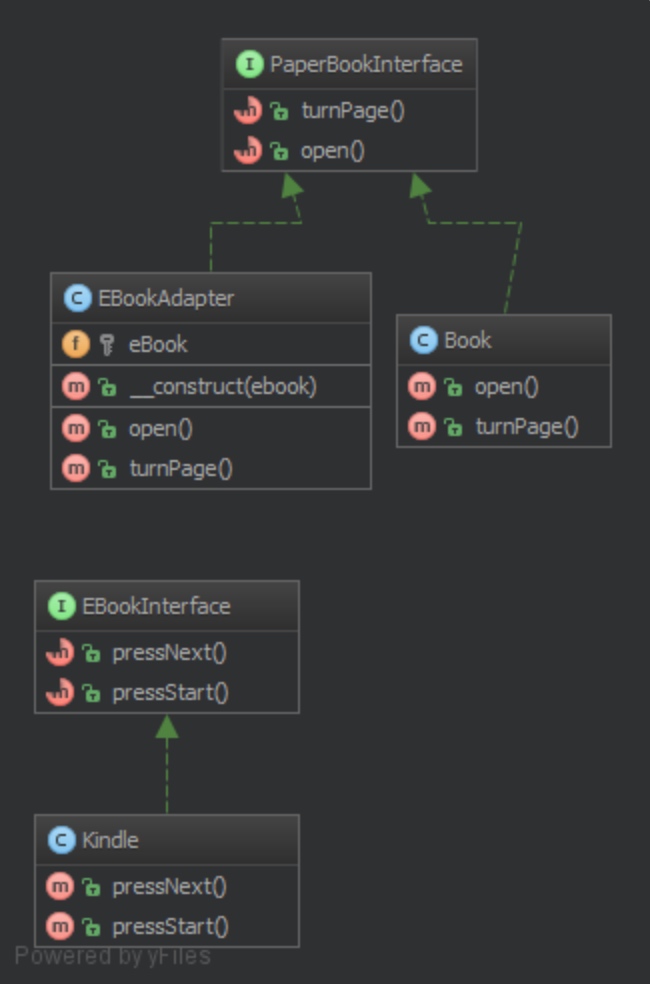 I PaperBookInterface
m turnPage()
m open()
C EBookAdapter
f eBook
m __construct(ebook)
m open()
m turnPage()
C Book
m open()
m turnPage()
I EBookInterface
m pressNext()
m pressStart()
C Kindle
m pressNext()
m pressStart()
Powered by yFiles